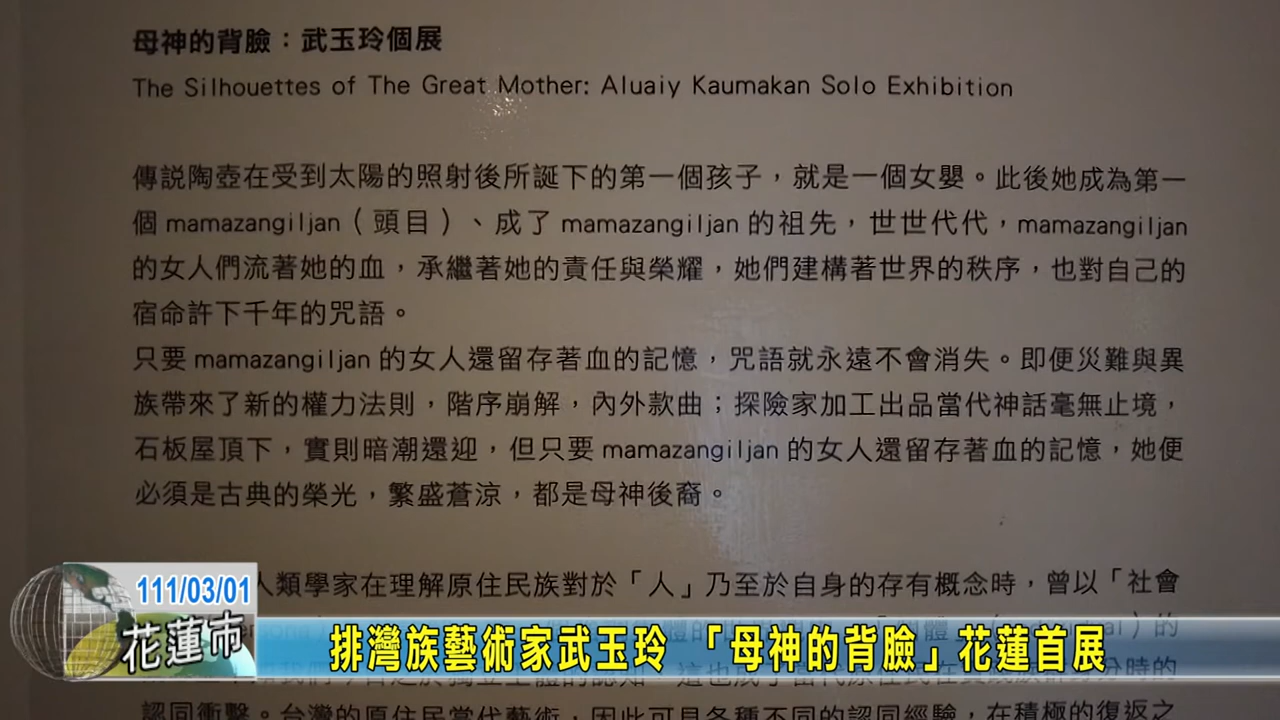 母神的背臉：武玉玲個展
The Silhouettes of The Great Mother: Aluaiy Kaumakan Solo Exhibition
傳説陶壺在受到太陽的照射後所誕下的第一個孩子，就是一個女嬰。此後她成為第一
個 mamazangiljan（頭目）、成了 mamazangiljan 的祖先，世世代代，mamazangiljan
的女人們流著她的血，承繼著她的責任與榮耀，她們建構著世界的秩序，也對自己的
宿命許下千年的咒語。
只要 mamazangiljan 的女人還留存著血的記憶，咒語就永遠不會消失。即便災難與異
族帶來了新的權力法則，階序崩解，內外款曲；探險家加工出品當代神話毫無止境，
石板屋頂下，實則暗潮還迎，但只要 mamazangiljan 的女人還留存著血的記憶，她便
必須是古典的榮光，繁盛蒼涼，都是母神後裔。
人類學家在理解原住民族對於「人」乃至於自身的存有概念時，曾以「社會
111/03/01
花蓮市
排灣族藝術家武玉玲 「母神的背臉」花蓮首展
認同衝擊。台灣的原住民當代藝術，因此可見各種不同的認同經驗，在積極的復返之